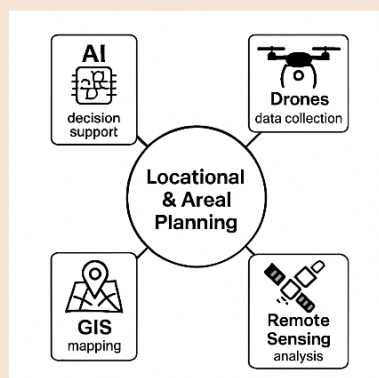 AI
decision
support
Drones
data collection
Locational
& Areal
Planning
GIS
mapping
Remote
Sensing
analysis